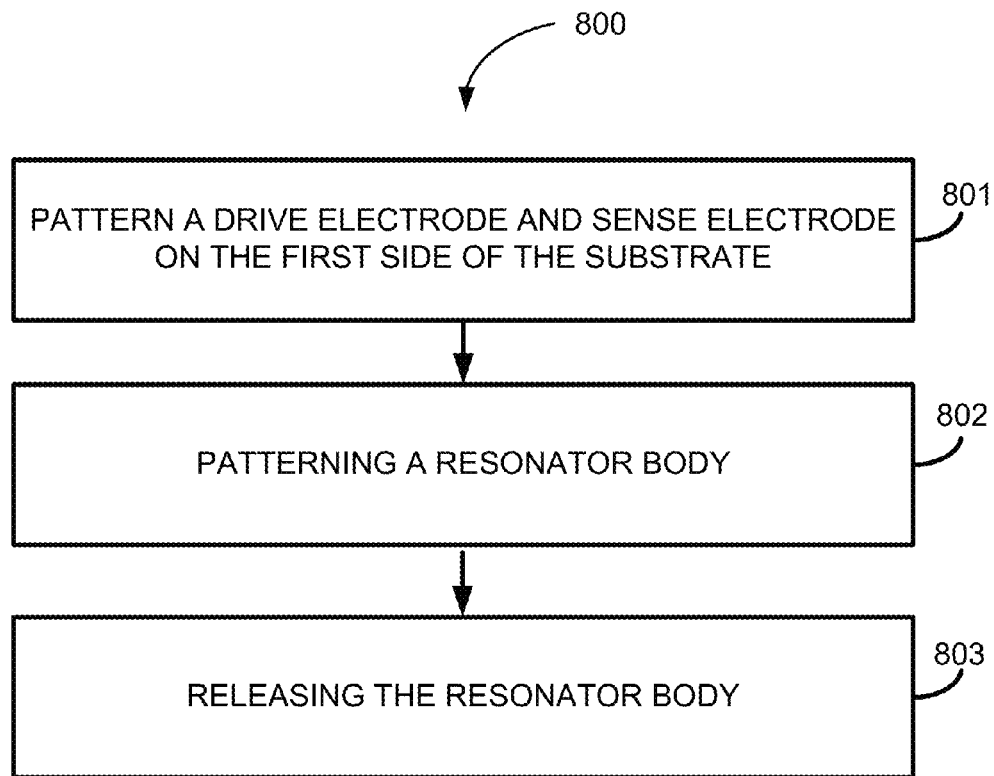 800
PATTERN A DRIVE ELECTRODE AND SENSE ELECTRODE
ON THE FIRST SIDE OF THE SUBSTRATE
801
PATTERNING A RESONATOR BODY
802
RELEASING THE RESONATOR BODY
803